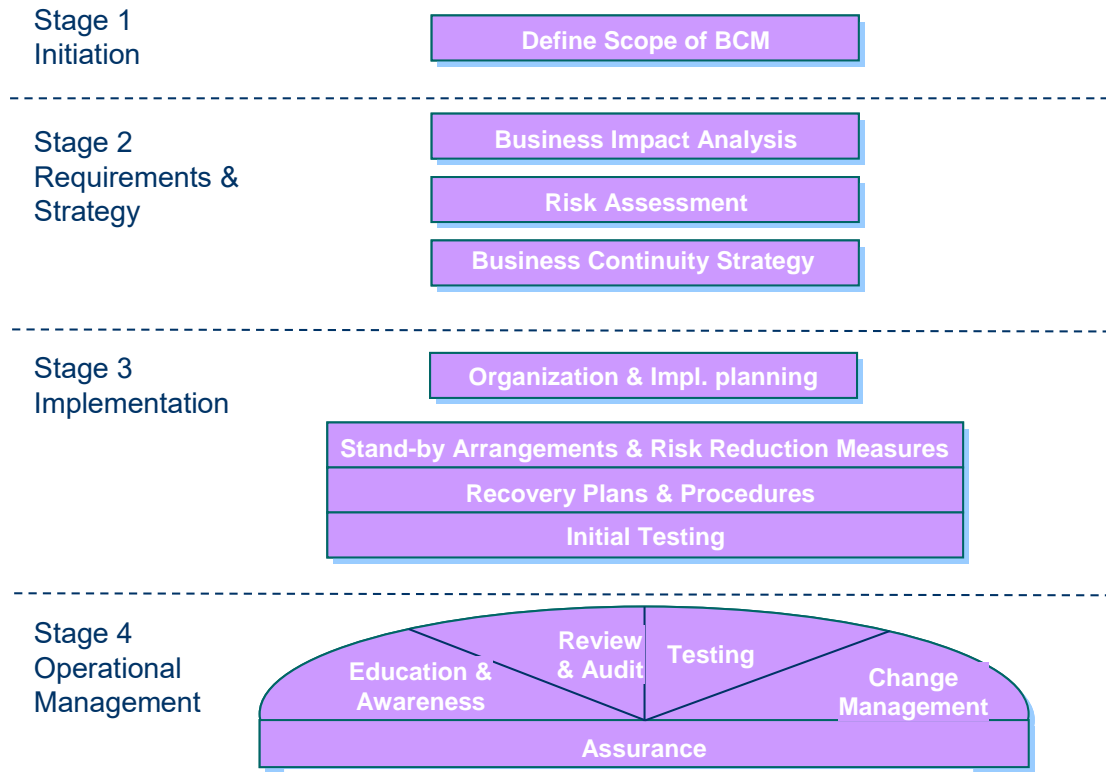 Stage 1
Initiation
Define Scope of BCM
Stage 2
Requirements &
Strategy
Business Impact Analysis
Risk Assessment
Business Continuity Strategy
Stage 3
Implementation
Organization & Impl. planning
Stand-by Arrangements & Risk Reduction Measures
Recovery Plans & Procedures
Initial Testing
Stage 4
Operational
Management
Education &
Awareness
Review
& Audit
Testing
Change
Management
Assurance